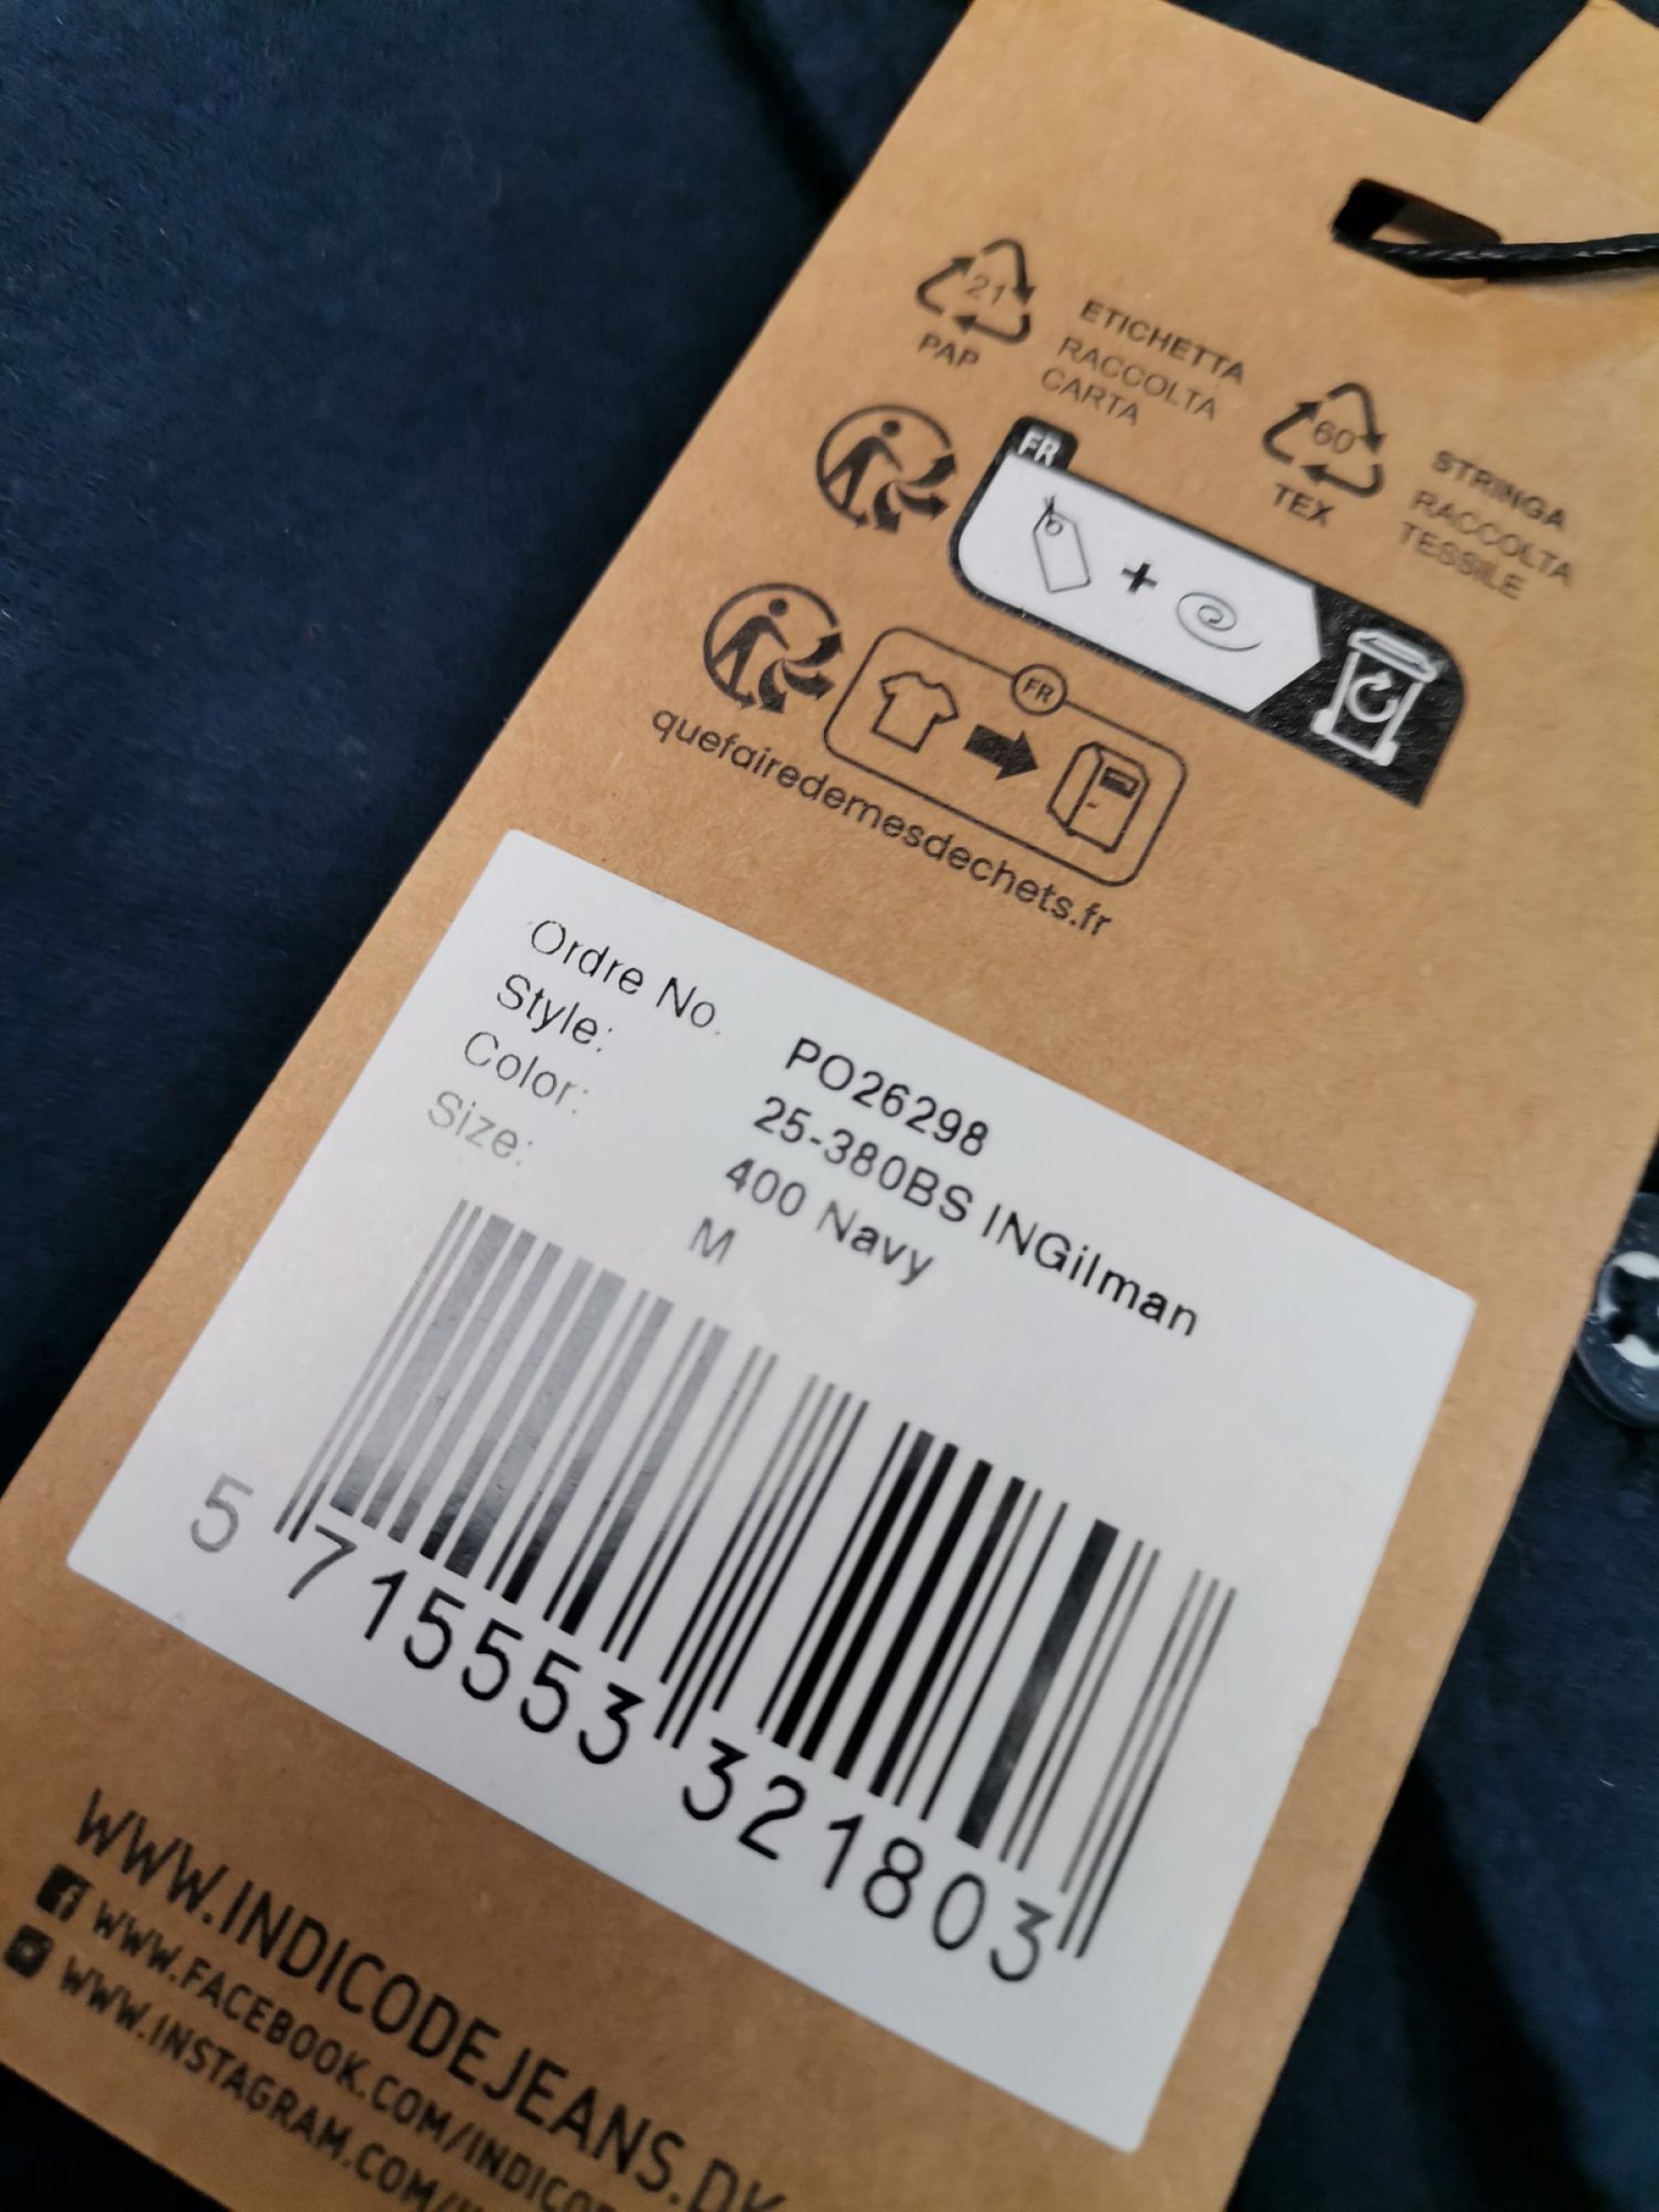 21
PAP
ETICHETTA
RACCOLTA
CARTA
60
TEX
STRINGA
RACCOLTA
TESSILE
FR
FR
quefairedemesdechets.fr
Ordre No. PO26298
Style: 25-380BS INGilman
Color: 400 Navy
Size: M
5 715553 321803
WWW.INDICODEJEANS.DK
WWW.FACEBOOK.COM/INDICO
WWW.INSTAGRAM.COM/